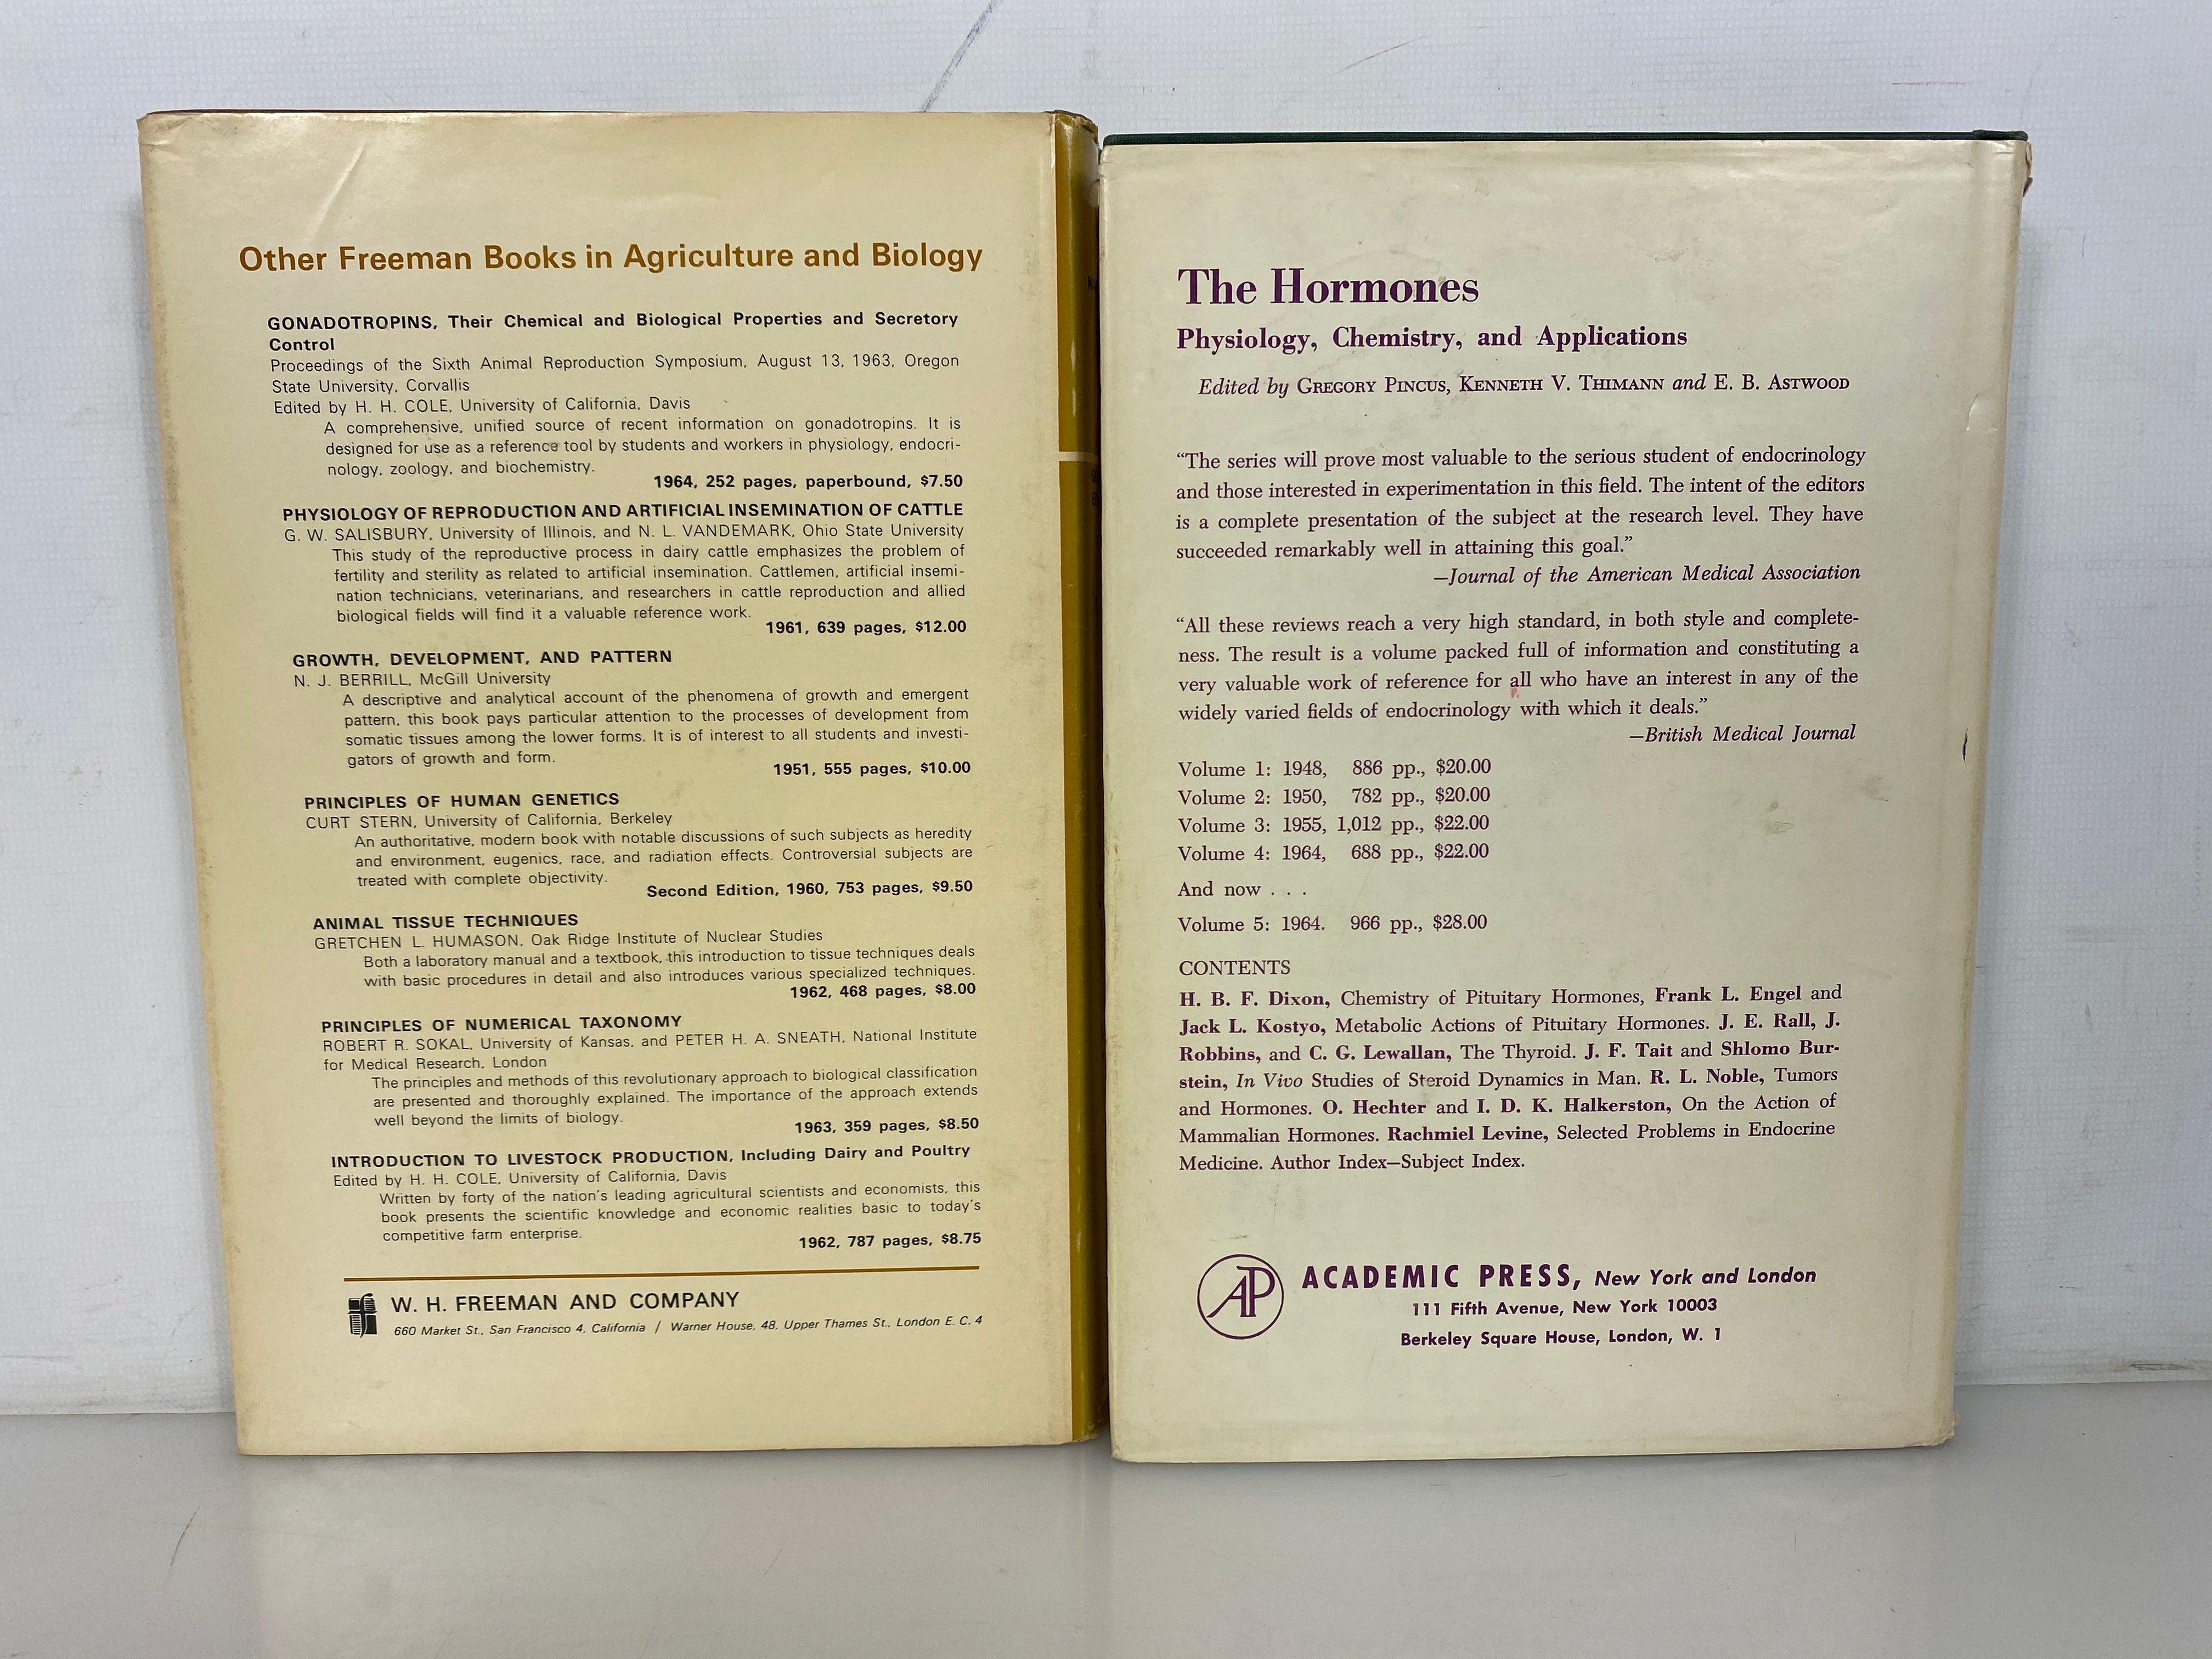 Other Freeman Books in Agriculture and Biology
GONADOTROPINS, Their Chemical and Biological Properties and Secretory
Control
Proceedings of the Sixth Animal Reproduction Symposium, August 13, 1963, Oregon
State University, Corvallis
Edited by H. H. COLE, University of California, Davis
A comprehensive, unified source of recent information on gonadotropins. It is
designed for use as a reference tool by students and workers in physiology, endocri-
nology, zoology, and biochemistry.
1964, 252 pages, paperbound, $7.50
PHYSIOLOGY OF REPRODUCTION AND ARTIFICIAL INSEMINATION OF CATTLE
G. W. SALISBURY, University of Illinois, and N. L. VANDEMARK, Ohio State University
This study of the reproductive process in dairy cattle emphasizes the problem of
fertility and sterility as related to artificial insemination. Cattlemen, artificial insemi-
nation technicians, veterinarians, and researchers in cattle reproduction and allied
biological fields will find it a valuable reference work.
1961, 639 pages, $12.00
GROWTH, DEVELOPMENT, AND PATTERN
N. J. BERRILL, McGill University
A descriptive and analytical account of the phenomena of growth and emergent
pattern, this book pays particular attention to the processes of development from
somatic tissues among the lower forms. It is of interest to all students and investi-
gators of growth and form.
1951, 555 pages, $10.00
PRINCIPLES OF HUMAN GENETICS
CURT STERN, University of California, Berkeley
An authoritative, modern book with notable discussions of such subjects as heredity
and environment, eugenics, race, and radiation effects. Controversial subjects are
treated with complete objectivity.
Second Edition, 1960, 753 pages, $9.50
ANIMAL TISSUE TECHNIQUES
GRETCHEN L. HUMASON, Oak Ridge Institute of Nuclear Studies
Both a laboratory manual and a textbook, this introduction to tissue techniques deals
with basic procedures in detail and also introduces various specialized techniques.
1962, 468 pages, $8.00
PRINCIPLES OF NUMERICAL TAXONOMY
ROBERT R. SOKAL, University of Kansas, and PETER H. A. SNEATH, National Institute
for Medical Research, London
The principles and methods of this revolutionary approach to biological classification
are presented and thoroughly explained. The importance of the approach extends
well beyond the limits of biology.
1963, 359 pages, $8.50
INTRODUCTION TO LIVESTOCK PRODUCTION, Including Dairy and Poultry
Edited by H. H. COLE, University of California, Davis
Written by forty of the nation's leading agricultural scientists and economists, this
book presents the scientific knowledge and economic realities basic to today's
competitive farm enterprise.
1962, 787 pages, $8.75
W. H. FREEMAN AND COMPANY
660 Market St., San Francisco 4, California / Warner House, 48, Upper Thames St., London E. C. 4
The Hormones
Physiology, Chemistry, and Applications
Edited by GREGORY PINCUS, KENNETH V. THIMANN and E. B. ASTWOOD
“The series will prove most valuable to the serious student of endocrinology
and those interested in experimentation in this field. The intent of the editors
is a complete presentation of the subject at the research level. They have
succeeded remarkably well in attaining this goal.”
—Journal of the American Medical Association
“All these reviews reach a very high standard, in both style and complete-
ness. The result is a volume packed full of information and constituting a
very valuable work of reference for all who have an interest in any of the
widely varied fields of endocrinology with which it deals.”
—British Medical Journal
Volume 1: 1948, 886 pp., $20.00
Volume 2: 1950, 782 pp., $20.00
Volume 3: 1955, 1,012 pp., $22.00
Volume 4: 1964, 688 pp., $22.00
And now . . .
Volume 5: 1964. 966 pp., $28.00
CONTENTS
H. B. F. Dixon, Chemistry of Pituitary Hormones, Frank L. Engel and
Jack L. Kostyo, Metabolic Actions of Pituitary Hormones. J. E. Rall, J.
Robbins, and C. G. Lewallan, The Thyroid. J. F. Tait and Shlomo Bur-
stein, In Vivo Studies of Steroid Dynamics in Man. R. L. Noble, Tumors
and Hormones. O. Hechter and I. D. K. Halkerston, On the Action of
Mammalian Hormones. Rachmiel Levine, Selected Problems in Endocrine
Medicine. Author Index—Subject Index.
AP
ACADEMIC PRESS, New York and London
111 Fifth Avenue, New York 10003
Berkeley Square House, London, W. 1